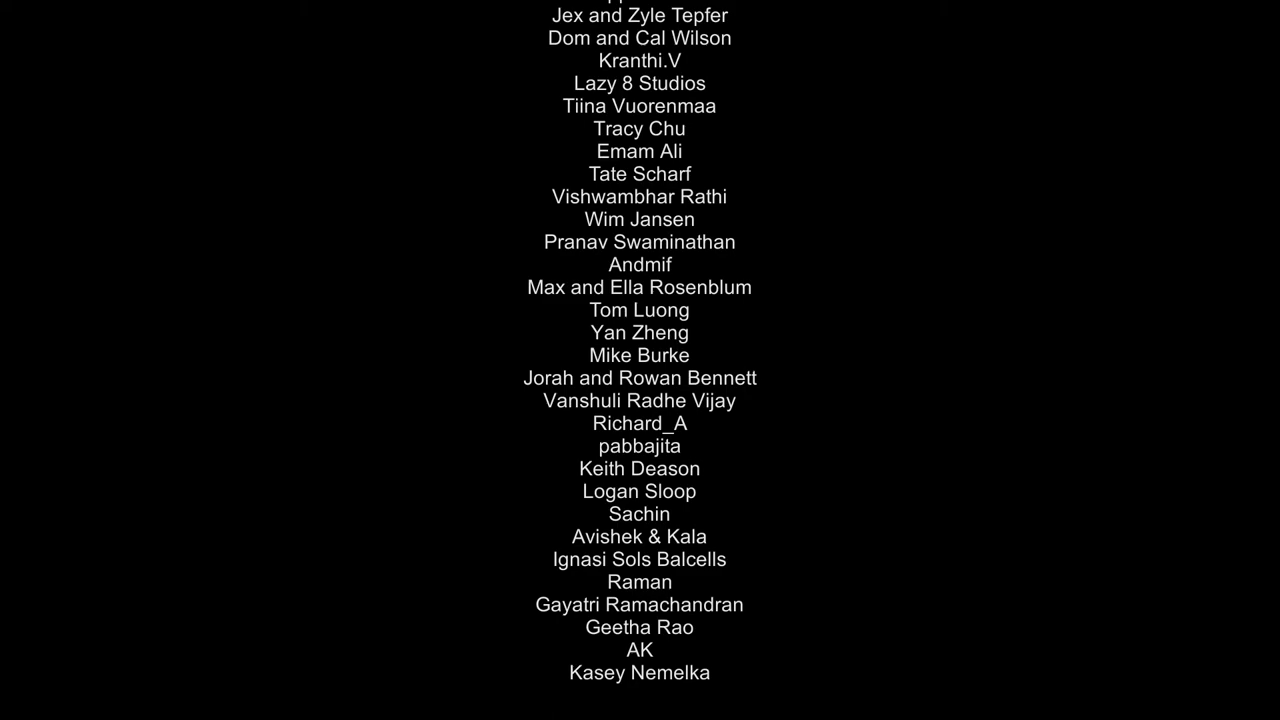 Jex and Zyle Tepfer
Dom and Cal Wilson
Kranthi.V
Lazy 8 Studios
Tiina Vuorenmaa
Tracy Chu
Emam Ali
Tate Scharf
Vishwambhar Rathi
Wim Jansen
Pranav Swaminathan
Andmif
Max and Ella Rosenblum
Tom Luong
Yan Zheng
Mike Burke
Jorah and Rowan Bennett
Vanshuli Radhe Vijay
Richard_A
pabbajita
Keith Deason
Logan Sloop
Sachin
Avishek & Kala
Ignasi Sols Balcells
Raman
Gayatri Ramachandran
Geetha Rao
AK
Kasey Nemelka